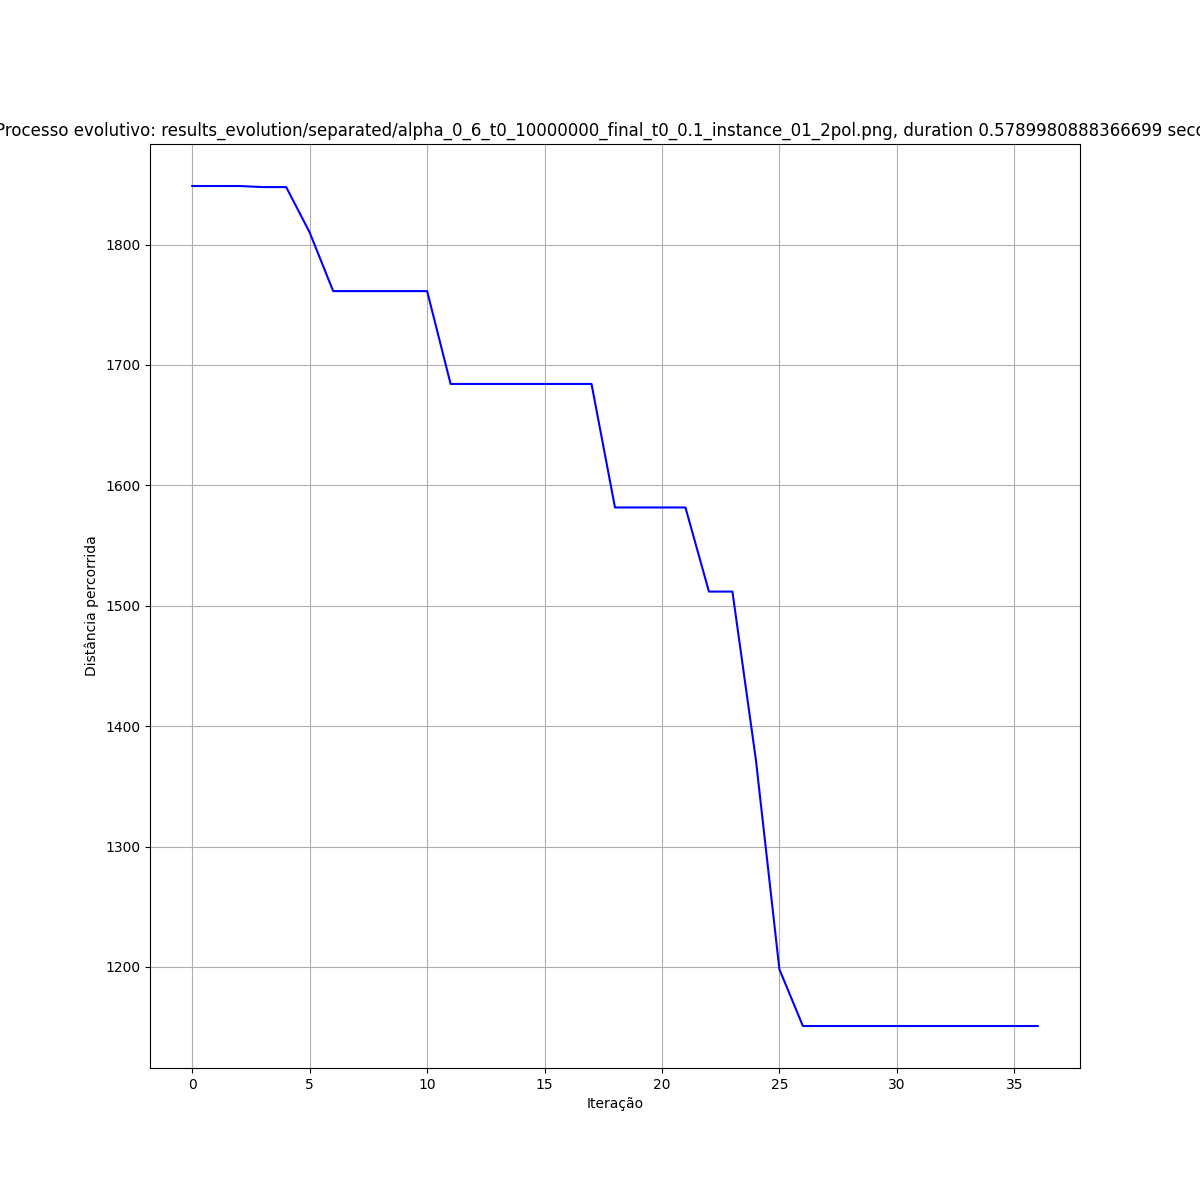 Processo evolutivo: results_evolution/separated/alpha_0_6_t0_10000000_final_t0_0.1_instance_01_2pol.png, duration 0.5789980888366699
1800
1700
1600
1500
1400
1300
1200
Distância percorrida
0 5 10 15 20 25 30 35
Iteração